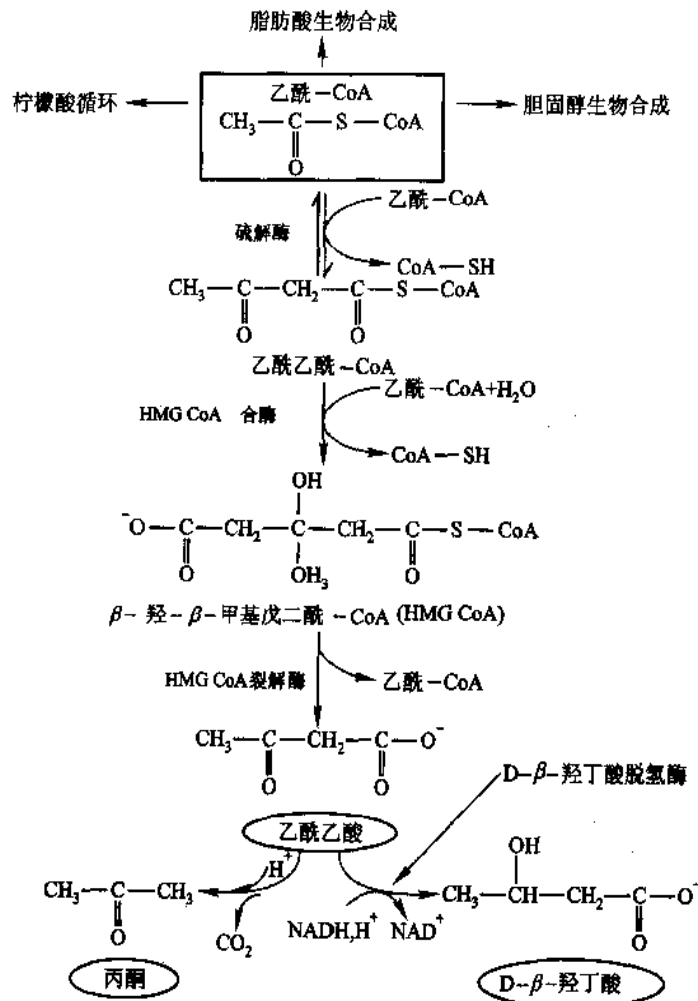 脂肪酸生物合成
柠檬酸循环
乙酰-CoA
胆固醇生物合成
CH₃-C-S-CoA
O
硫解酶
乙酰-CoA
CoA-SH
CH₃-C-CH₂-C-S-CoA
O O
乙酰乙酰-CoA
HMG CoA 合酶
乙酰-CoA+H₂O
CoA-SH
OH
⁻O-C-CH₂-C-CH₂-C-S-CoA
O OH₃ O
β-羟-β-甲基戊二酰-CoA (HMG CoA)
HMG CoA裂解酶
乙酰-CoA
CH₃-C-CH₂-C-O⁻
O O
D-β-羟丁酸脱氢酶
乙酰乙酸
H⁺
OH
CH₃-C-CH₃
CH₃-CH-CH₂-C-O⁻
O
CO₂
NADH,H⁺ NAD⁺
O
丙酮
D-β-羟丁酸